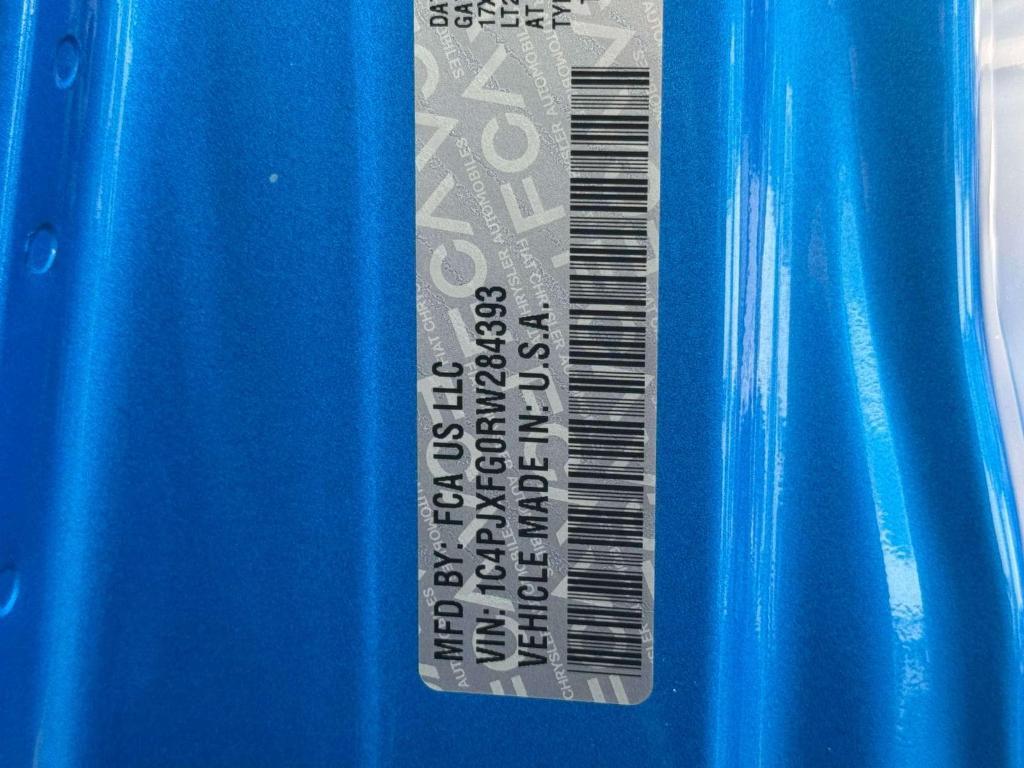 MFD BY: FCA US LLC
VIN: 1C4PJXFG0RW284393
VEHICLE MADE IN: U.S.A.